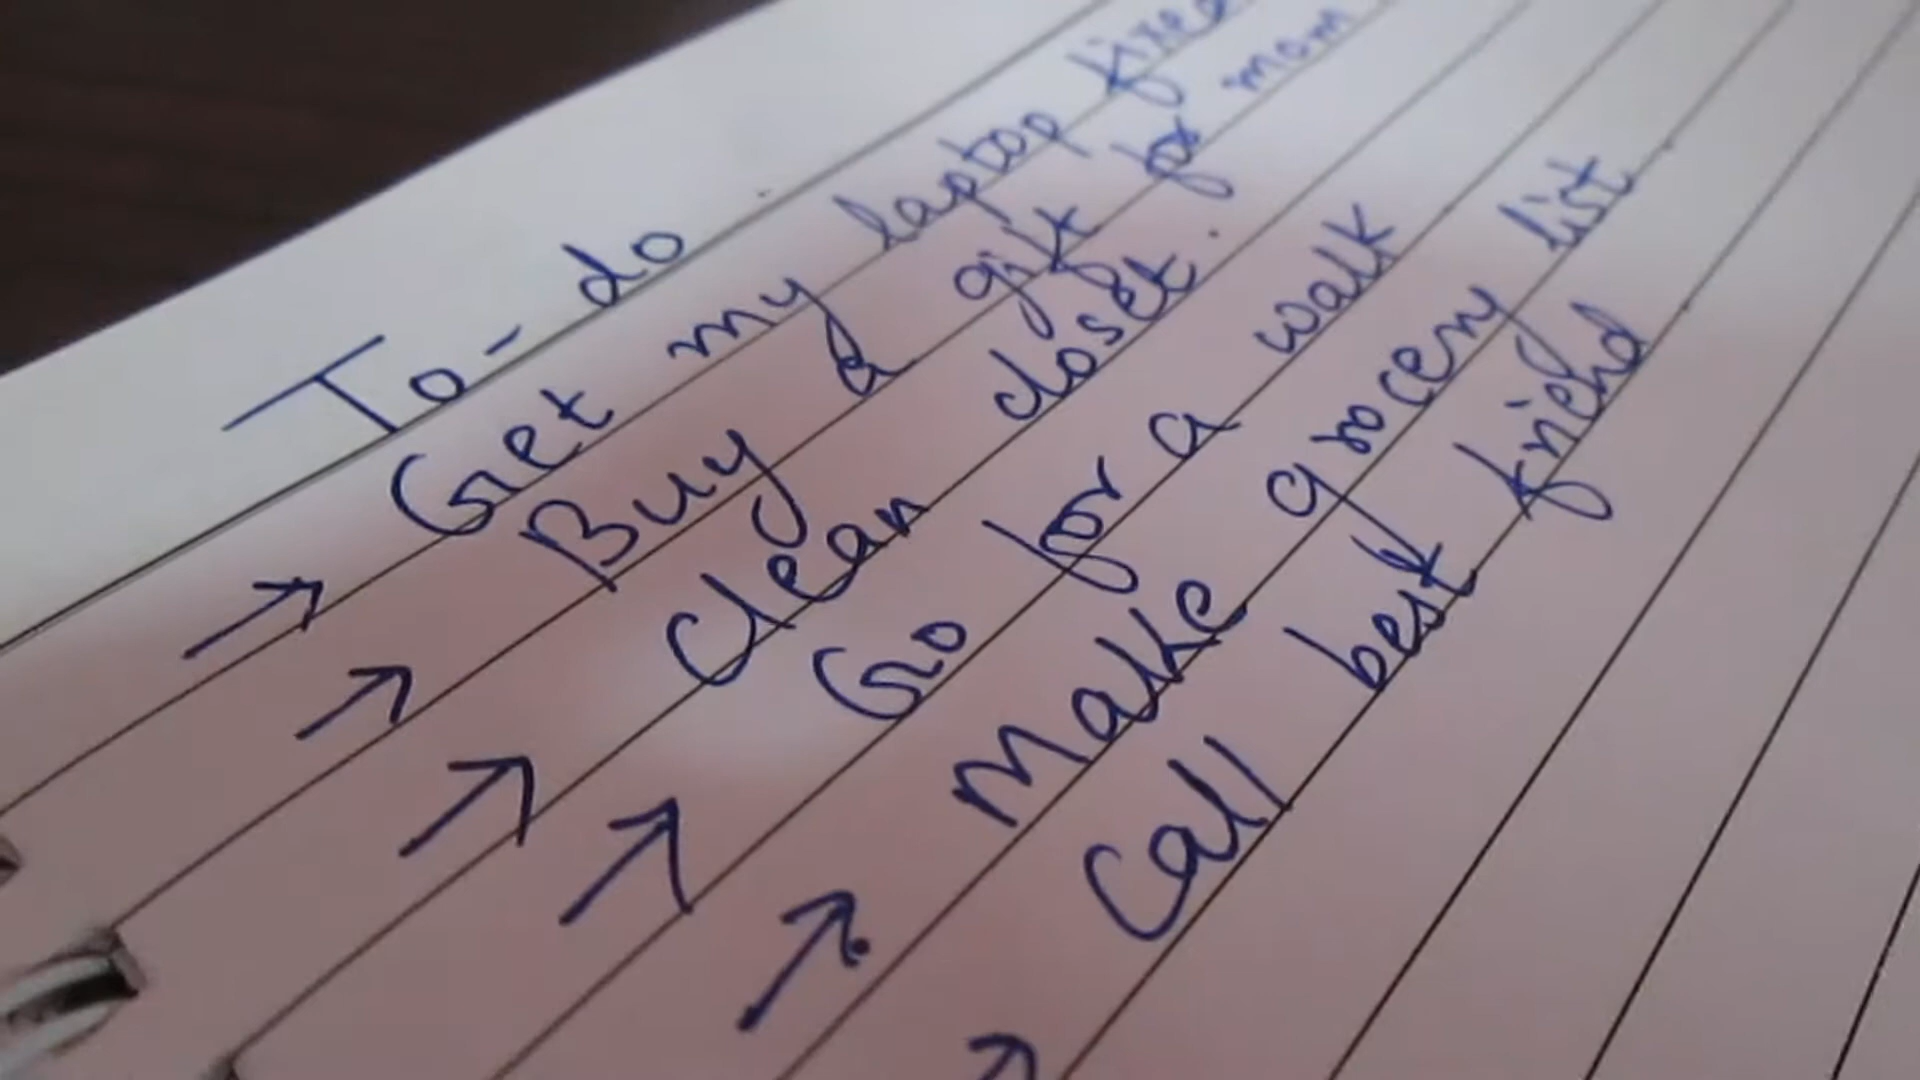 To-do
→ Get my laptop fixed
→ Buy a gift for mom
→ Clean closet.
→ Go for a walk
→ Make grocery list
→ Call best friend